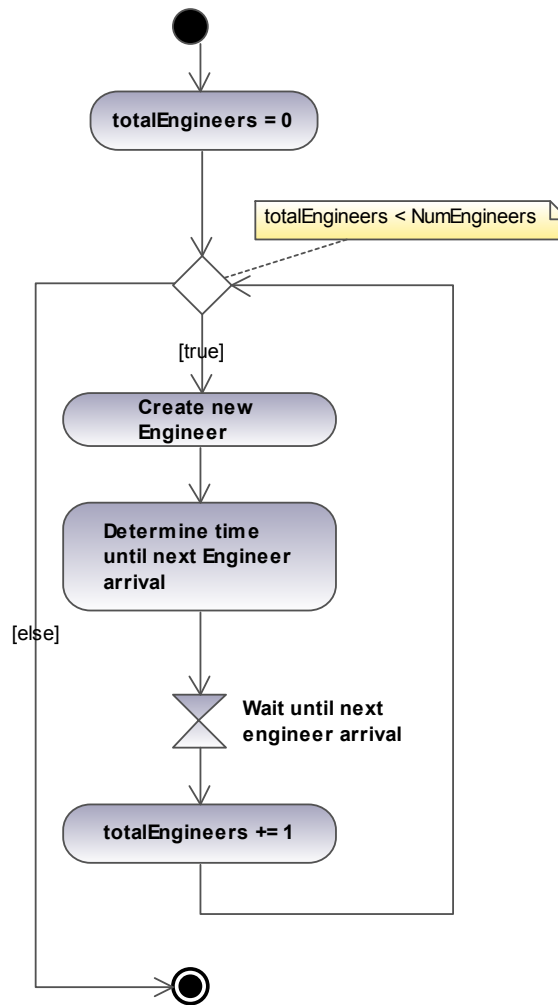 totalEngineers = 0
totalEngineers < NumEngineers
[true]
Create new
Engineer
Determine time
until next Engineer
arrival
[else]
Wait until next
engineer arrival
totalEngineers += 1